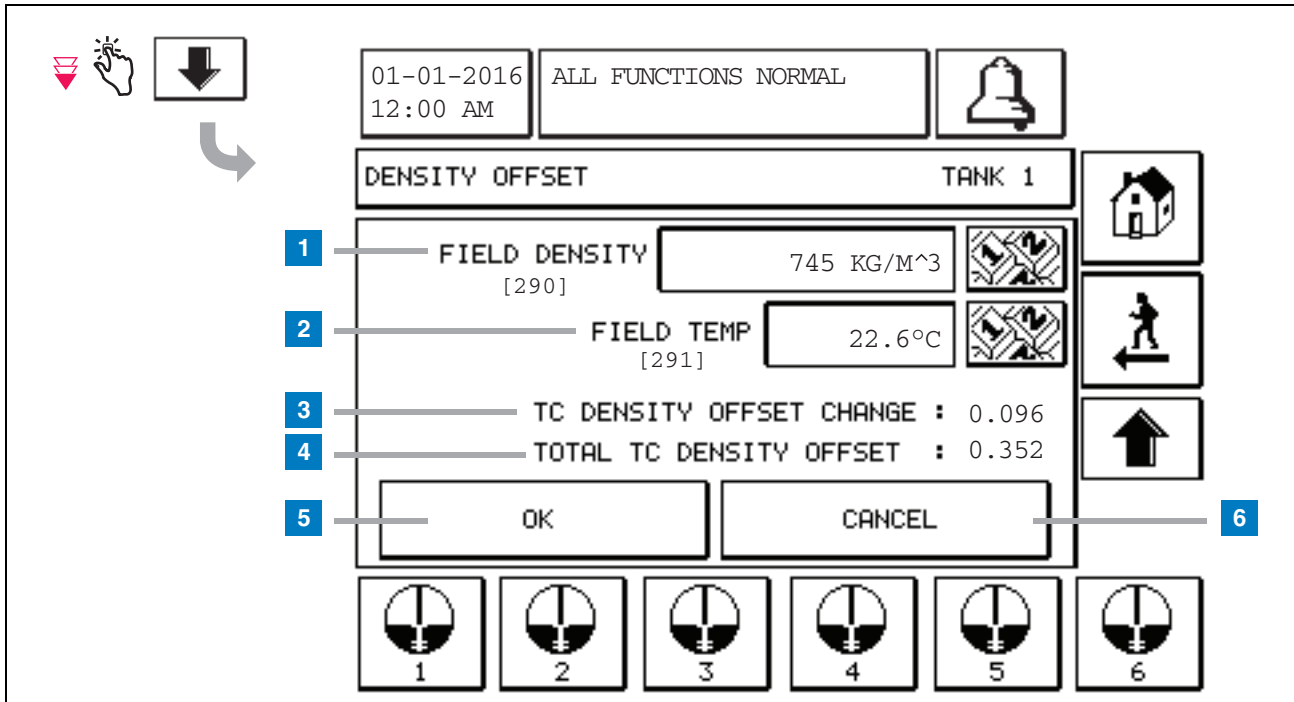 01-01-2016
12:00 AM
ALL FUNCTIONS NORMAL
DENSITY OFFSET
TANK 1
1
FIELD DENSITY
745 KG/M^3
[290]
2
FIELD TEMP
22.6°C
[291]
3
TC DENSITY OFFSET CHANGE : 0.096
4
TOTAL TC DENSITY OFFSET : 0.352
5
OK
CANCEL
6
1
2
3
4
5
6